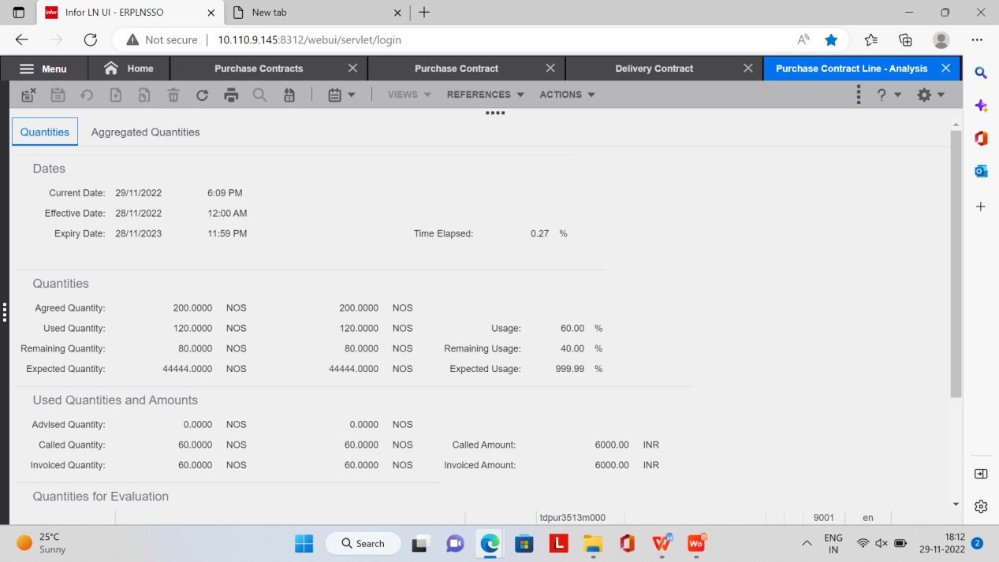 infor Infor LN UI - ERPLNSSO New tab
Not secure 10.110.9.145:8312/webui/servlet/login
Menu Home Purchase Contracts Purchase Contract Delivery Contract Purchase Contract Line - Analysis
VIEWS REFERENCES ACTIONS ?
Quantities Aggregated Quantities
Dates
Current Date: 29/11/2022 6:09 PM
Effective Date: 28/11/2022 12:00 AM
Expiry Date: 28/11/2023 11:59 PM Time Elapsed: 0.27 %
Quantities
Agreed Quantity: 200.0000 NOS 200.0000 NOS
Used Quantity: 120.0000 NOS 120.0000 NOS Usage: 60.00 %
Remaining Quantity: 80.0000 NOS 80.0000 NOS Remaining Usage: 40.00 %
Expected Quantity: 44444.0000 NOS 44444.0000 NOS Expected Usage: 999.99 %
Used Quantities and Amounts
Advised Quantity: 0.0000 NOS 0.0000 NOS
Called Quantity: 60.0000 NOS 60.0000 NOS Called Amount: 6000.00 INR
Invoiced Quantity: 60.0000 NOS 60.0000 NOS Invoiced Amount: 6000.00 INR
Quantities for Evaluation
tdpur3513m000 9001 en
25°C
Sunny
Search
L
Wo
ENG
IN
18:12
29-11-2022
2